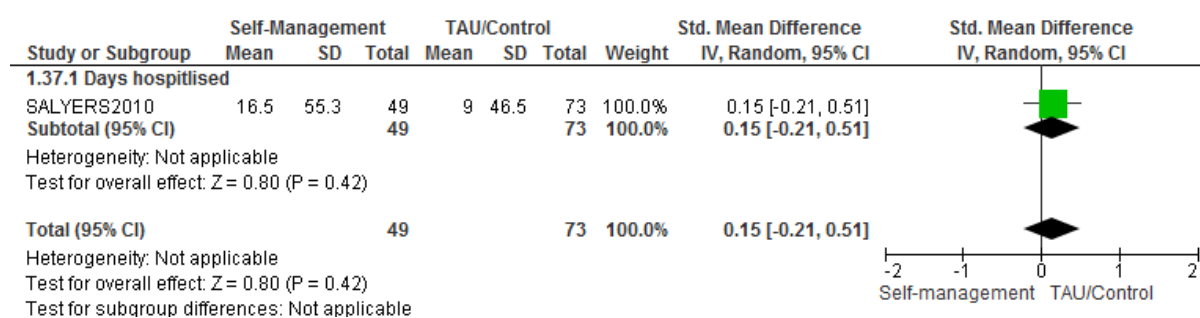 Self-Management TAU/Control Std. Mean Difference Std. Mean Difference
Study or Subgroup Mean SD Total Mean SD Total Weight IV, Random, 95% CI IV, Random, 95% CI
1.37.1 Days hospitlised
SALYERS2010 16.5 55.3 49 9 46.5 73 100.0% 0.15 [-0.21, 0.51]
Subtotal (95% CI) 49 73 100.0% 0.15 [-0.21, 0.51]
Heterogeneity: Not applicable
Test for overall effect: Z = 0.80 (P = 0.42)
Total (95% CI) 49 73 100.0% 0.15 [-0.21, 0.51]
Heterogeneity: Not applicable
Test for overall effect: Z = 0.80 (P = 0.42)
Test for subgroup differences: Not applicable
-2 -1 0 1 2
Self-management TAU/Control